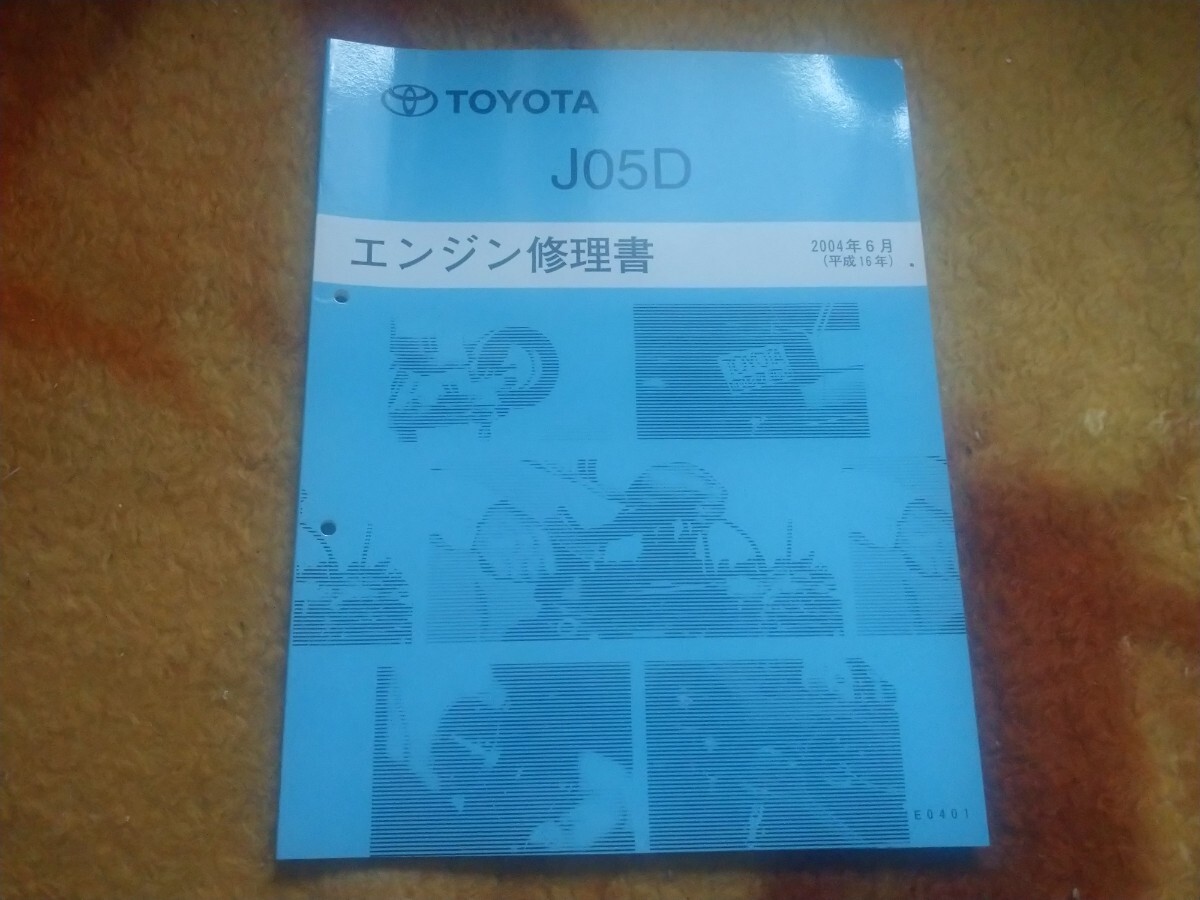 TOYOTA
J05D
エンジン修理書
2004年6月
(平成16年)
E0401